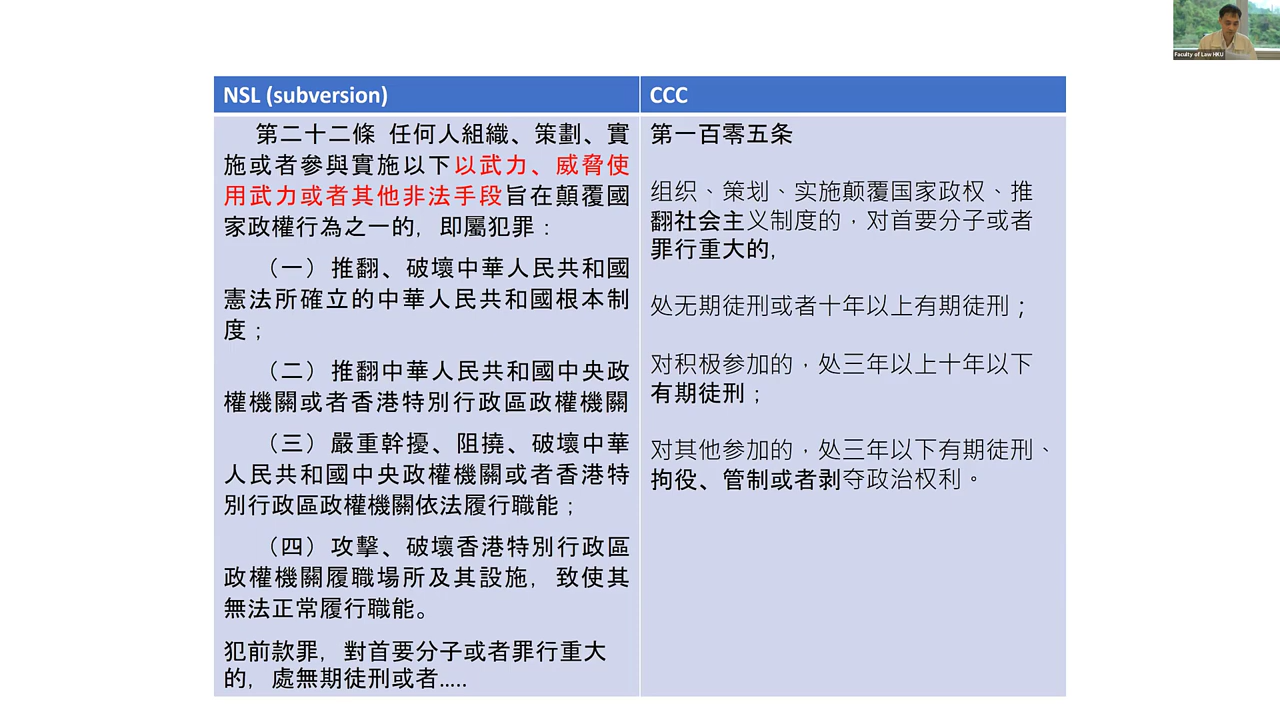 Faculty of Law HKU
NSL (subversion)
CCC
第二十二條 任何人組織、策劃、實
施或者參與實施以下以武力、威脅使
用武力或者其他非法手段旨在顛覆國
家政權行為之一的，即屬犯罪：
（一）推翻、破壞中華人民共和國
憲法所確立的中華人民共和國根本制
度；
（二）推翻中華人民共和國中央政
權機關或者香港特別行政區政權機關
（三）嚴重幹擾、阻撓、破壞中華
人民共和國中央政權機關或者香港特
別行政區政權機關依法履行職能；
（四）攻擊、破壞香港特別行政區
政權機關履職場所及其設施，致使其
無法正常履行職能。
犯前款罪，對首要分子或者罪行重大
的，處無期徒刑或者.....
第一百零五条
组织、策划、实施颠覆国家政权、推
翻社会主义制度的，对首要分子或者
罪行重大的，
处无期徒刑或者十年以上有期徒刑；
对积极参加的，处三年以上十年以下
有期徒刑；
对其他参加的，处三年以下有期徒刑、
拘役、管制或者剥夺政治权利。